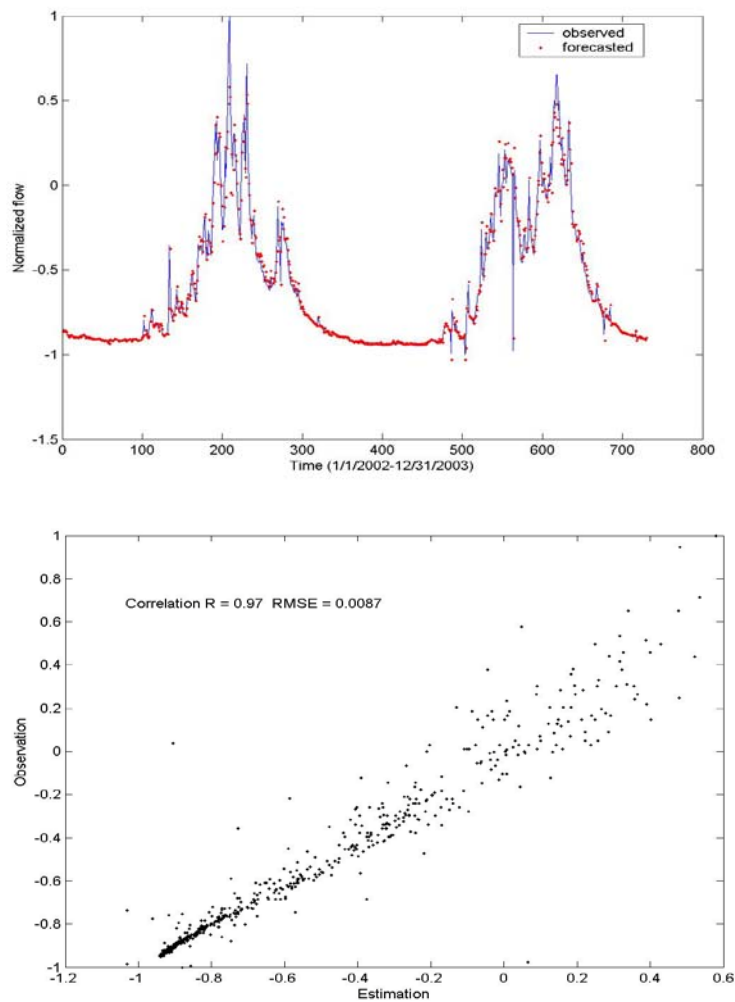 1
observed
forecasted
0.5
0
-0.5
-1
-1.5
Normalized flow
0 100 200 300 400 500 600 700 800
Time (1/1/2002-12/31/2003)
1
0.8
0.6
0.4
0.2
0
-0.2
-0.4
-0.6
-0.8
-1
Observation
Correlation R = 0.97 RMSE = 0.0087
-1.2 -1 -0.8 -0.6 -0.4 -0.2 0 0.2 0.4 0.6
Estimation